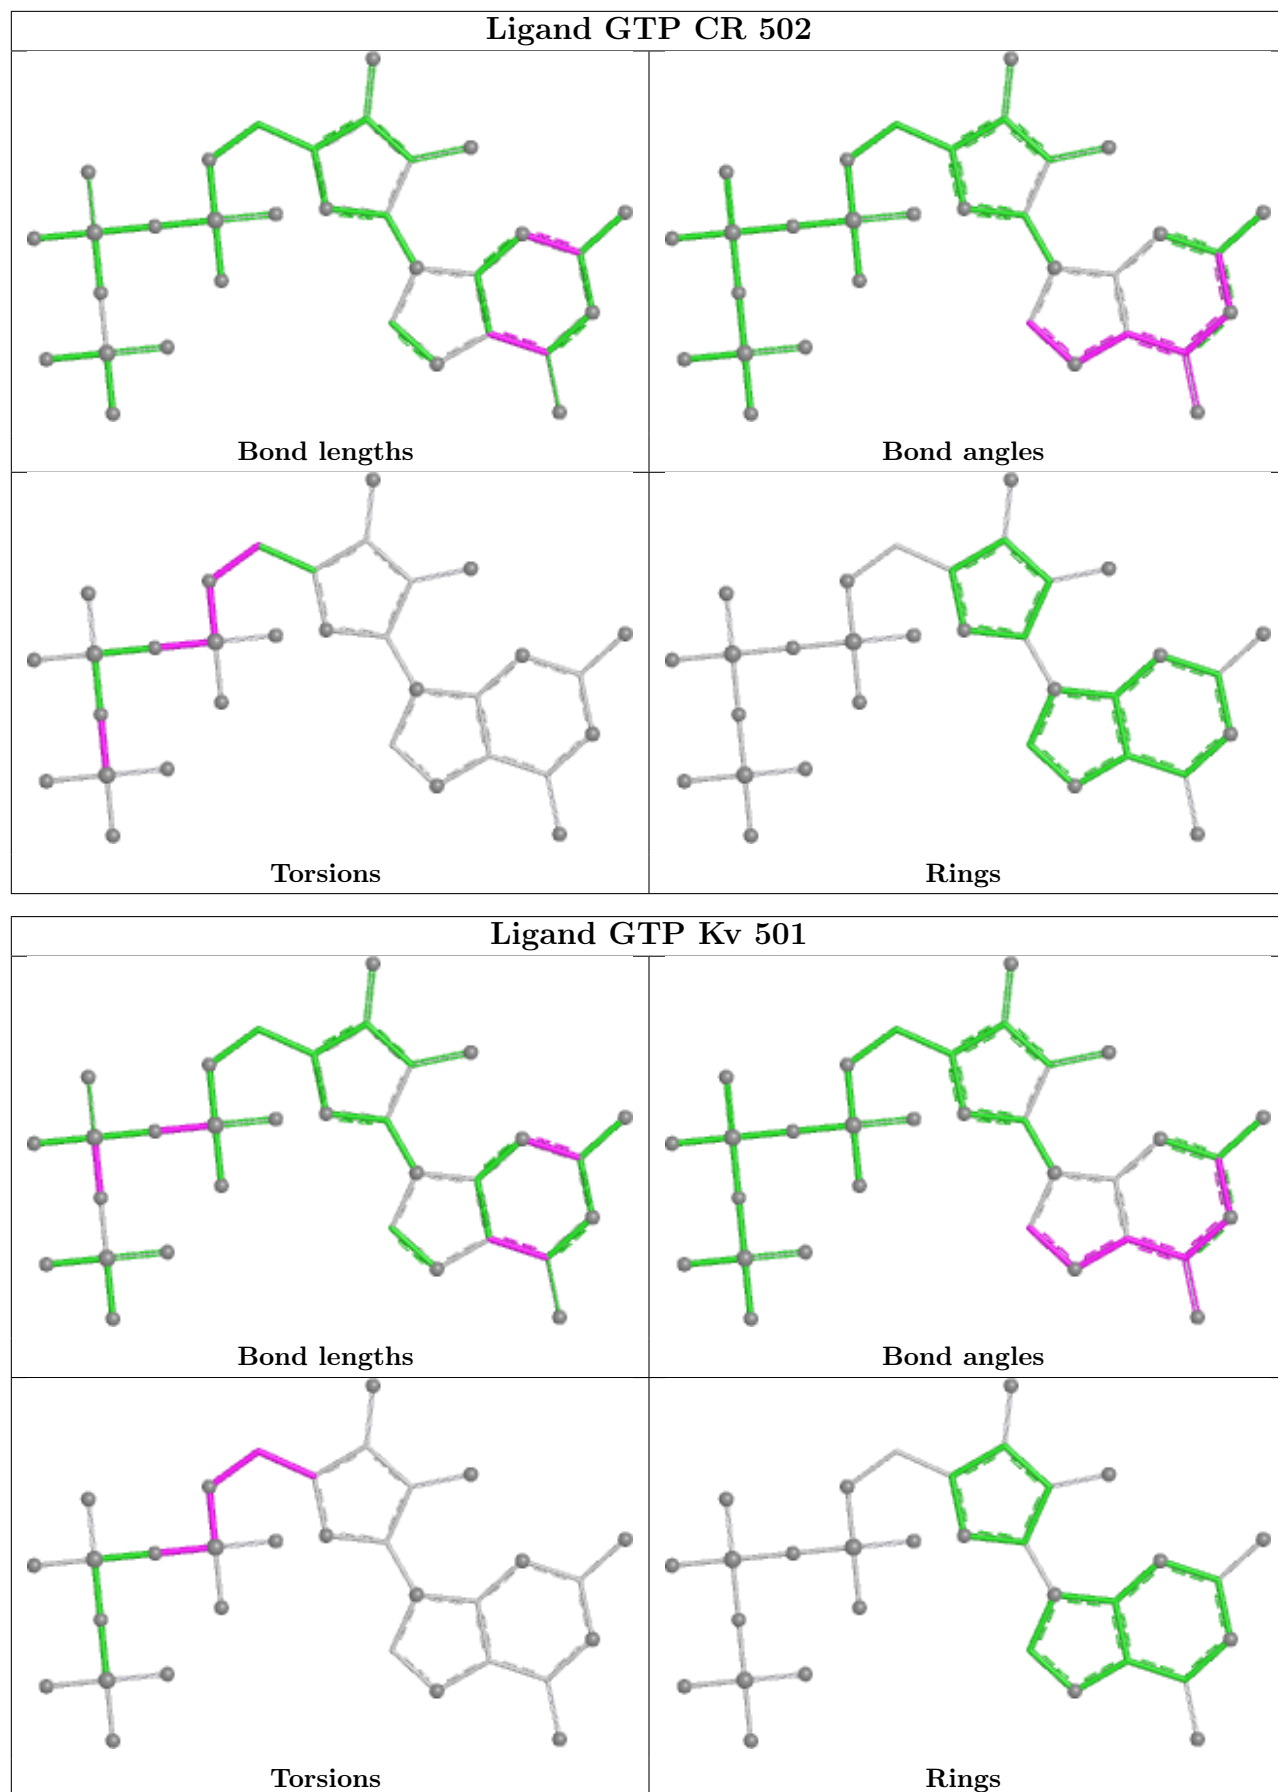 Ligand GTP CR 502
Bond lengths
Bond angles
Torsions
Rings
Ligand GTP Kv 501
Bond lengths
Bond angles
Torsions
Rings